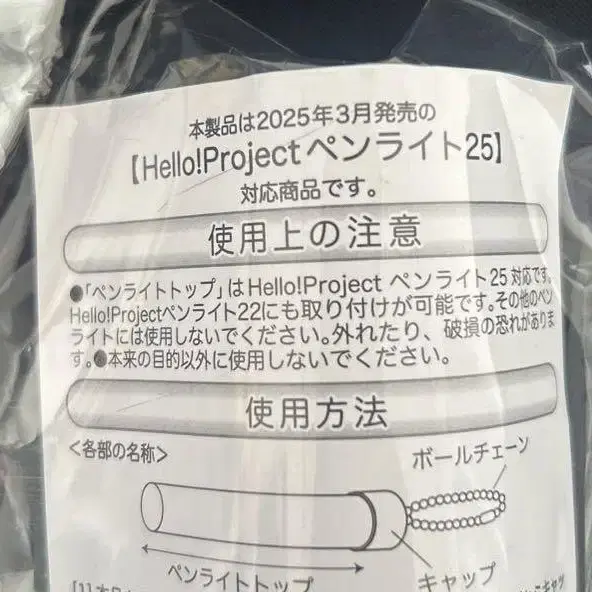 本製品は2025年3月発売の
【Hello!Project ペンライト25】
対応商品です。
使用上の注意
●「ペンライトトップ」はHello!Project ペンライト25 対応です。
Hello!Projectペンライト22にも取り付けが可能です。その他のペン
ライトには使用しないでください。外れたり、破損の恐れがありま
す。●本来の目的以外に使用しないでください。
使用方法
<各部の名称>
ボールチェーン
ペンライトトップ
キャップ